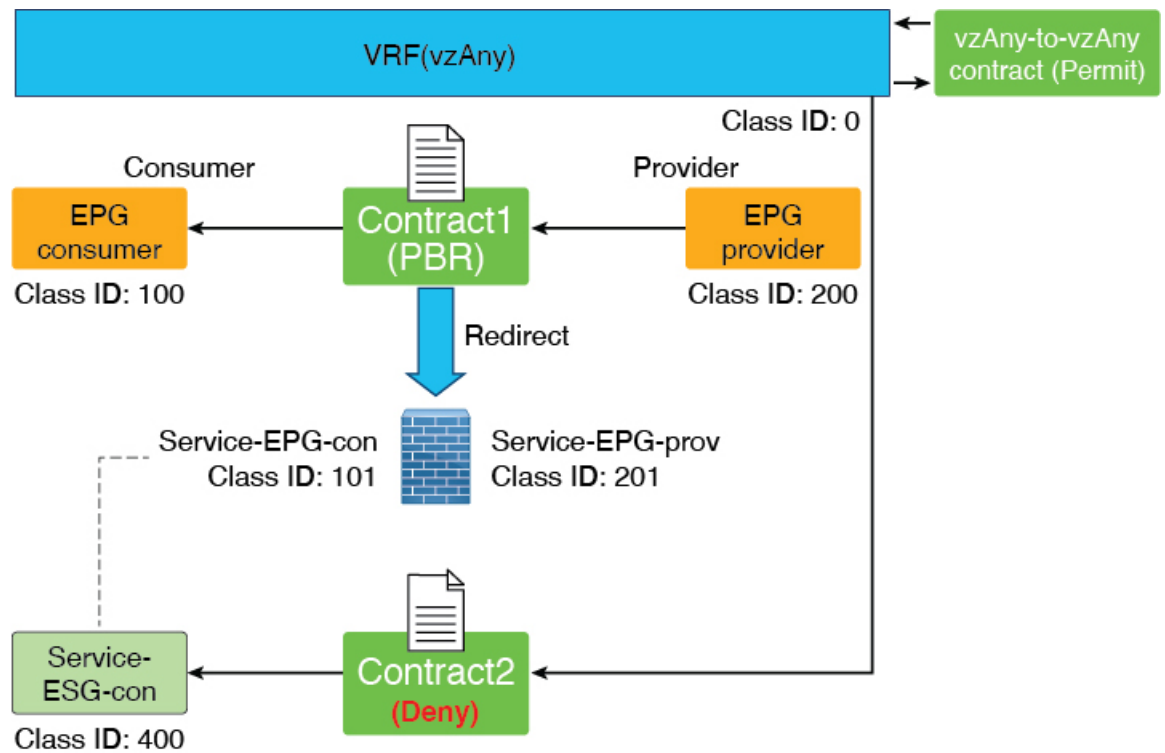 VRF(vzAny)
vzAny-to-vzAny
contract (Permit)
Class ID: 0
Consumer
Provider
EPG
consumer
Contract1
(PBR)
EPG
provider
Class ID: 100
Class ID: 200
Redirect
Service-EPG-con
Class ID: 101
Service-EPG-prov
Class ID: 201
Service-
ESG-con
Contract2
(Deny)
Class ID: 400